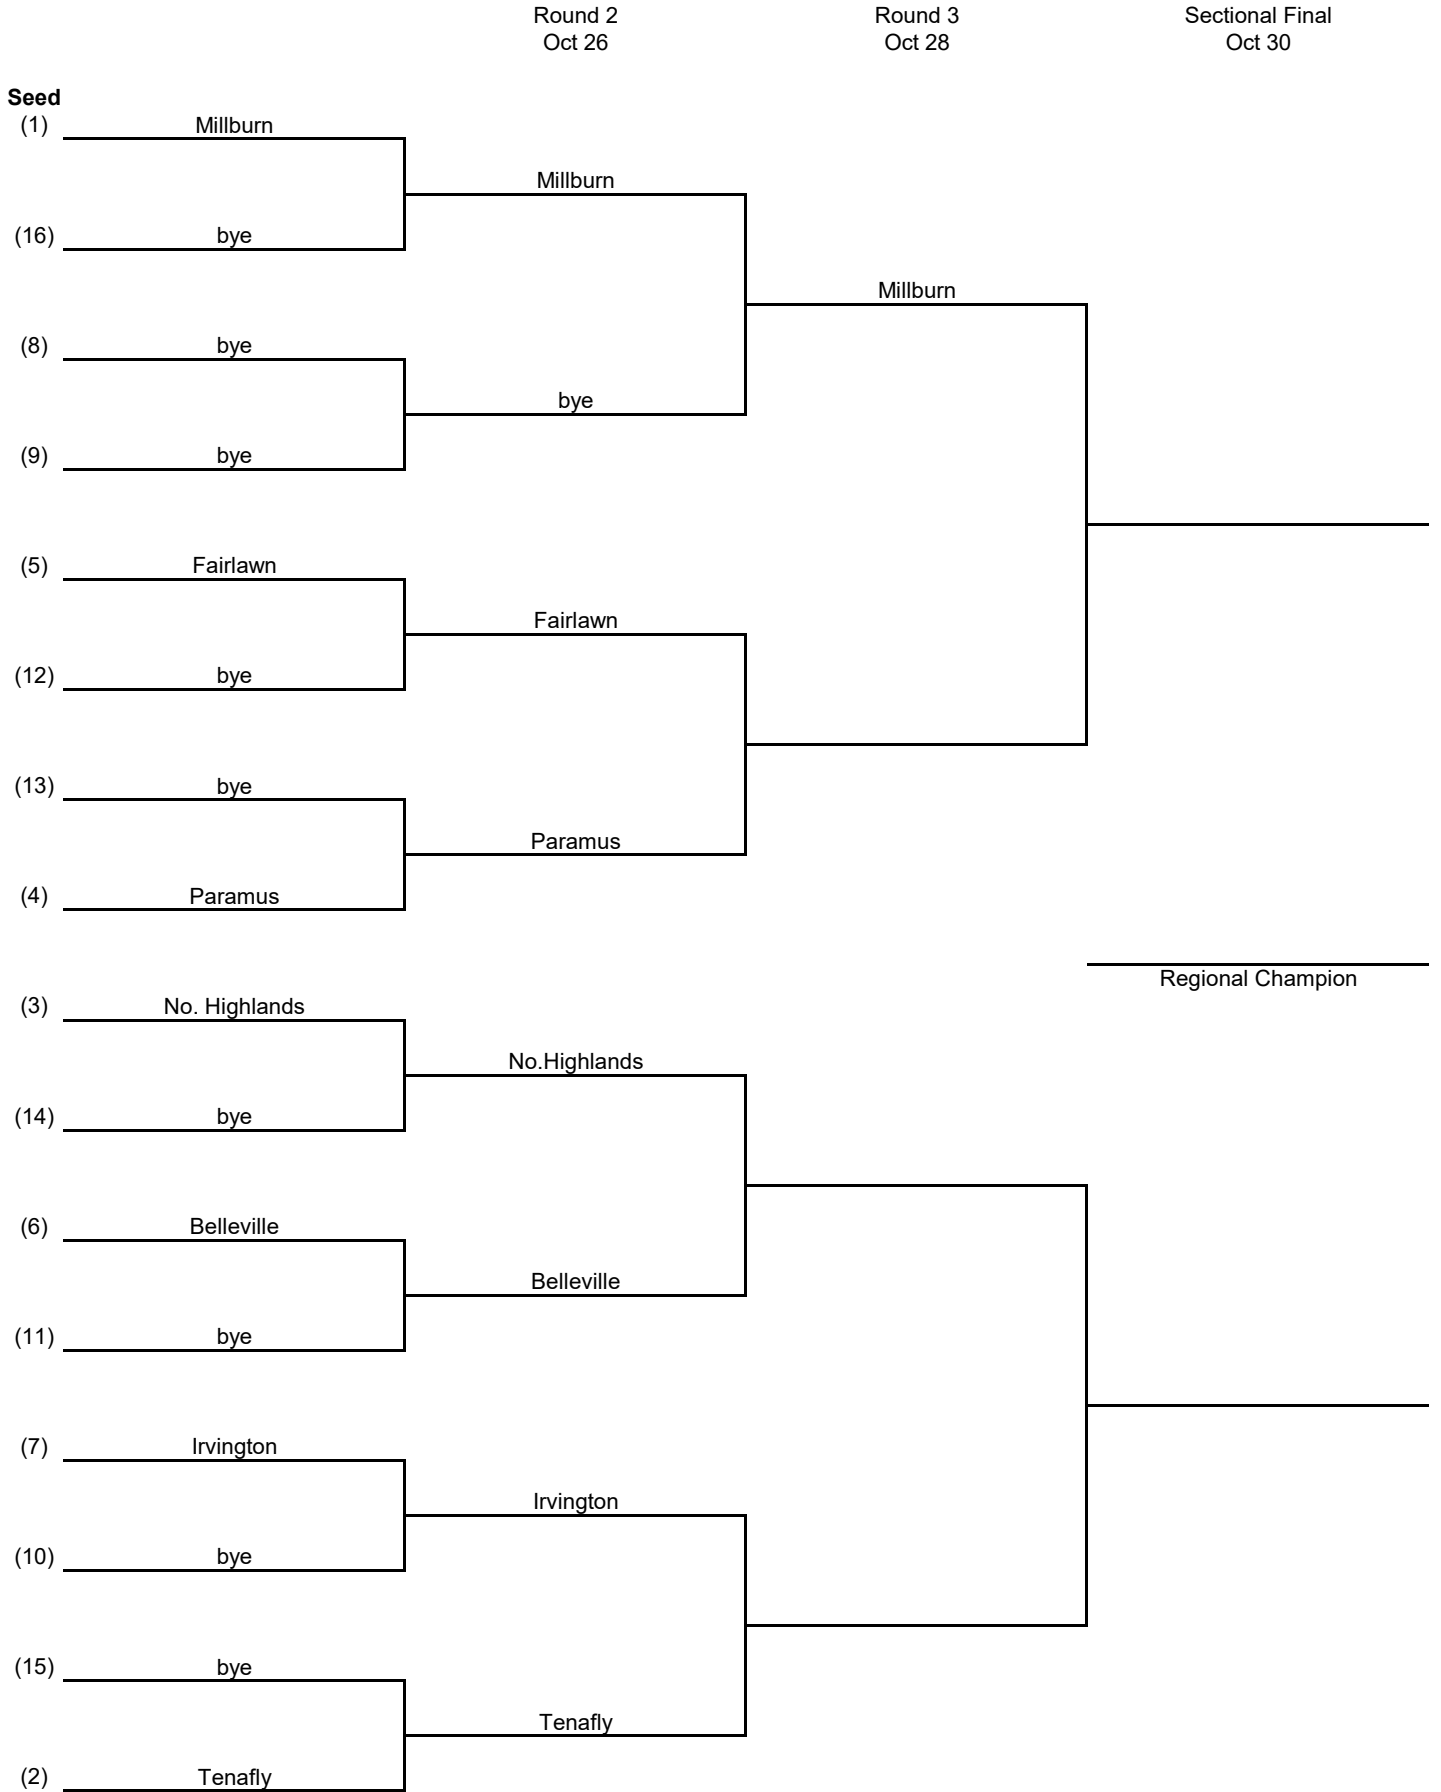 Round 2 Round 3 Sectional Final
Oct 26 Oct 28 Oct 30
Seed
(1) Millburn
Millburn
(16) bye
Millburn
(8) bye
bye
(9) bye
(5) Fairlawn
Fairlawn
(12) bye
(13) bye
Paramus
(4) Paramus
Regional Champion
(3) No. Highlands
No.Highlands
(14) bye
(6) Belleville
Belleville
(11) bye
(7) Irvington
Irvington
(10) bye
(15) bye
Tenafly
(2) Tenafly